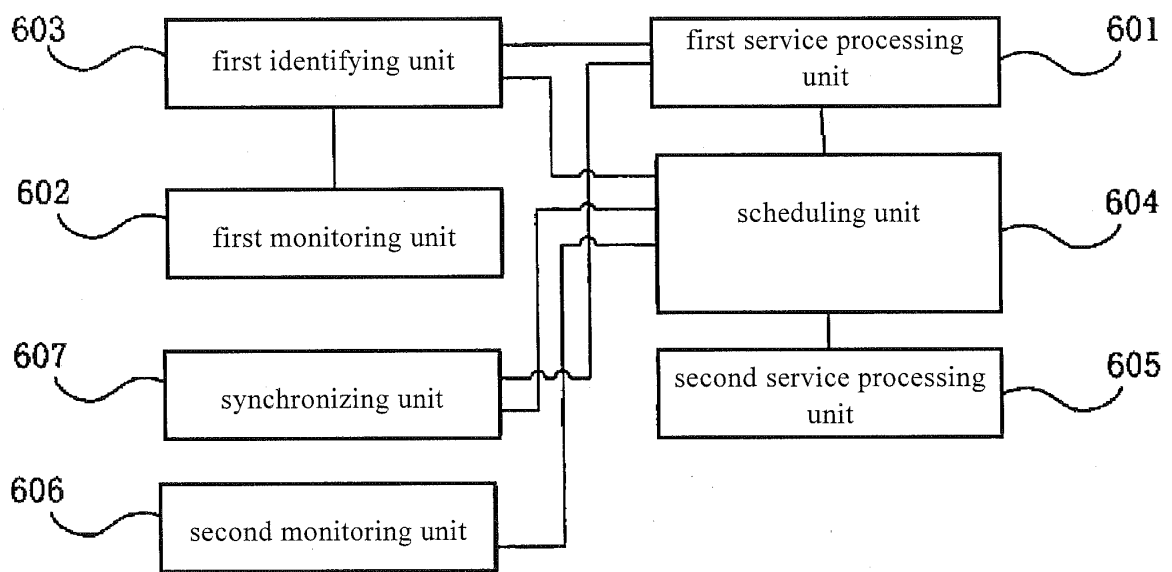 603
first identifying unit
first service processing
unit
601
602
first monitoring unit
scheduling unit
604
607
synchronizing unit
second service processing
unit
605
606
second monitoring unit